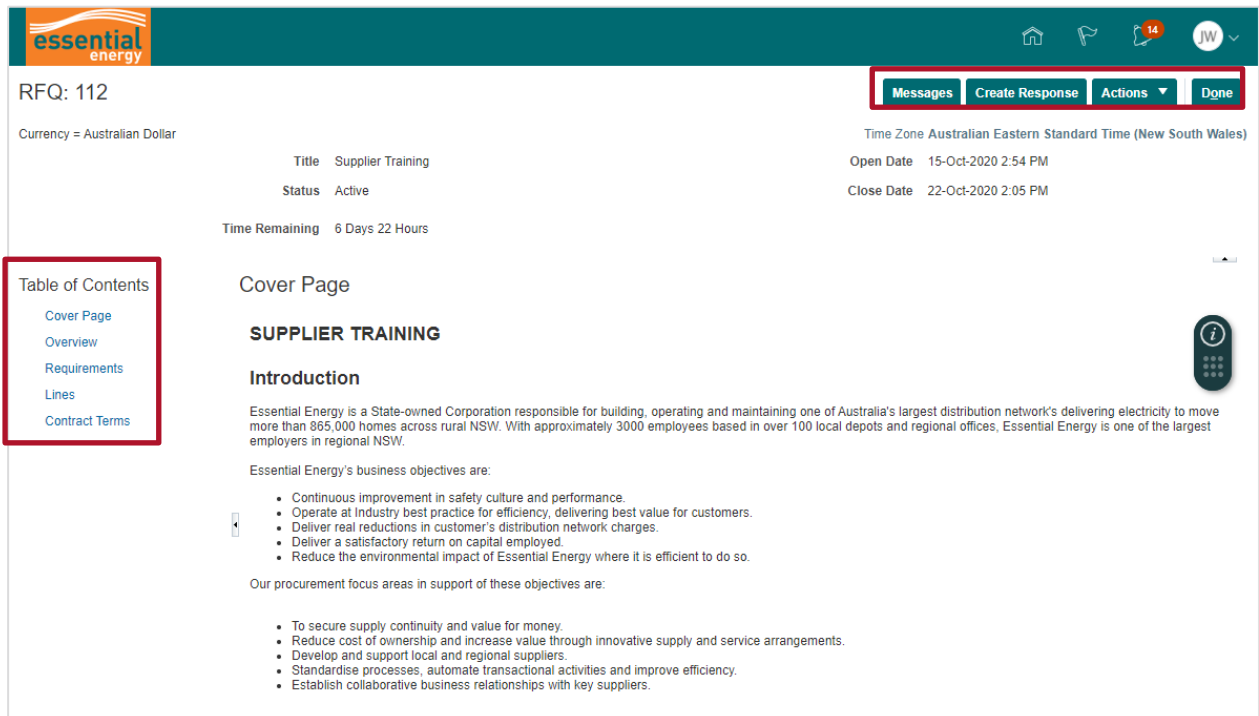 essential
energy
14
JW
RFQ: 112
Messages
Create Response
Actions
Done
Currency = Australian Dollar
Time Zone Australian Eastern Standard Time (New South Wales)
Title Supplier Training
Open Date 15-Oct-2020 2:54 PM
Status Active
Close Date 22-Oct-2020 2:05 PM
Time Remaining 6 Days 22 Hours
Table of Contents
Cover Page
Overview
Requirements
Lines
Contract Terms
Cover Page
SUPPLIER TRAINING
i
Introduction
Essential Energy is a State-owned Corporation responsible for building, operating and maintaining one of Australia's largest distribution network's delivering electricity to move
more than 865,000 homes across rural NSW. With approximately 3000 employees based in over 100 local depots and regional offices, Essential Energy is one of the largest
employers in regional NSW.
Essential Energy's business objectives are:
• Continuous improvement in safety culture and performance.
• Operate at Industry best practice for efficiency, delivering best value for customers.
• Deliver real reductions in customer's distribution network charges.
• Deliver a satisfactory return on capital employed.
• Reduce the environmental impact of Essential Energy where it is efficient to do so.
Our procurement focus areas in support of these objectives are:
• To secure supply continuity and value for money.
• Reduce cost of ownership and increase value through innovative supply and service arrangements.
• Develop and support local and regional suppliers.
• Standardise processes, automate transactional activities and improve efficiency.
• Establish collaborative business relationships with key suppliers.